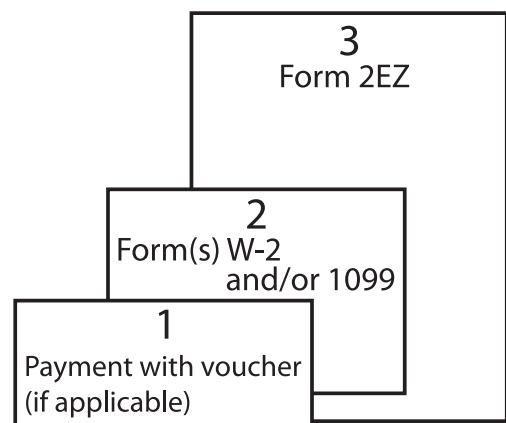 3
Form 2EZ
2
Form(s) W-2
and/or 1099
1
Payment with voucher
(if applicable)